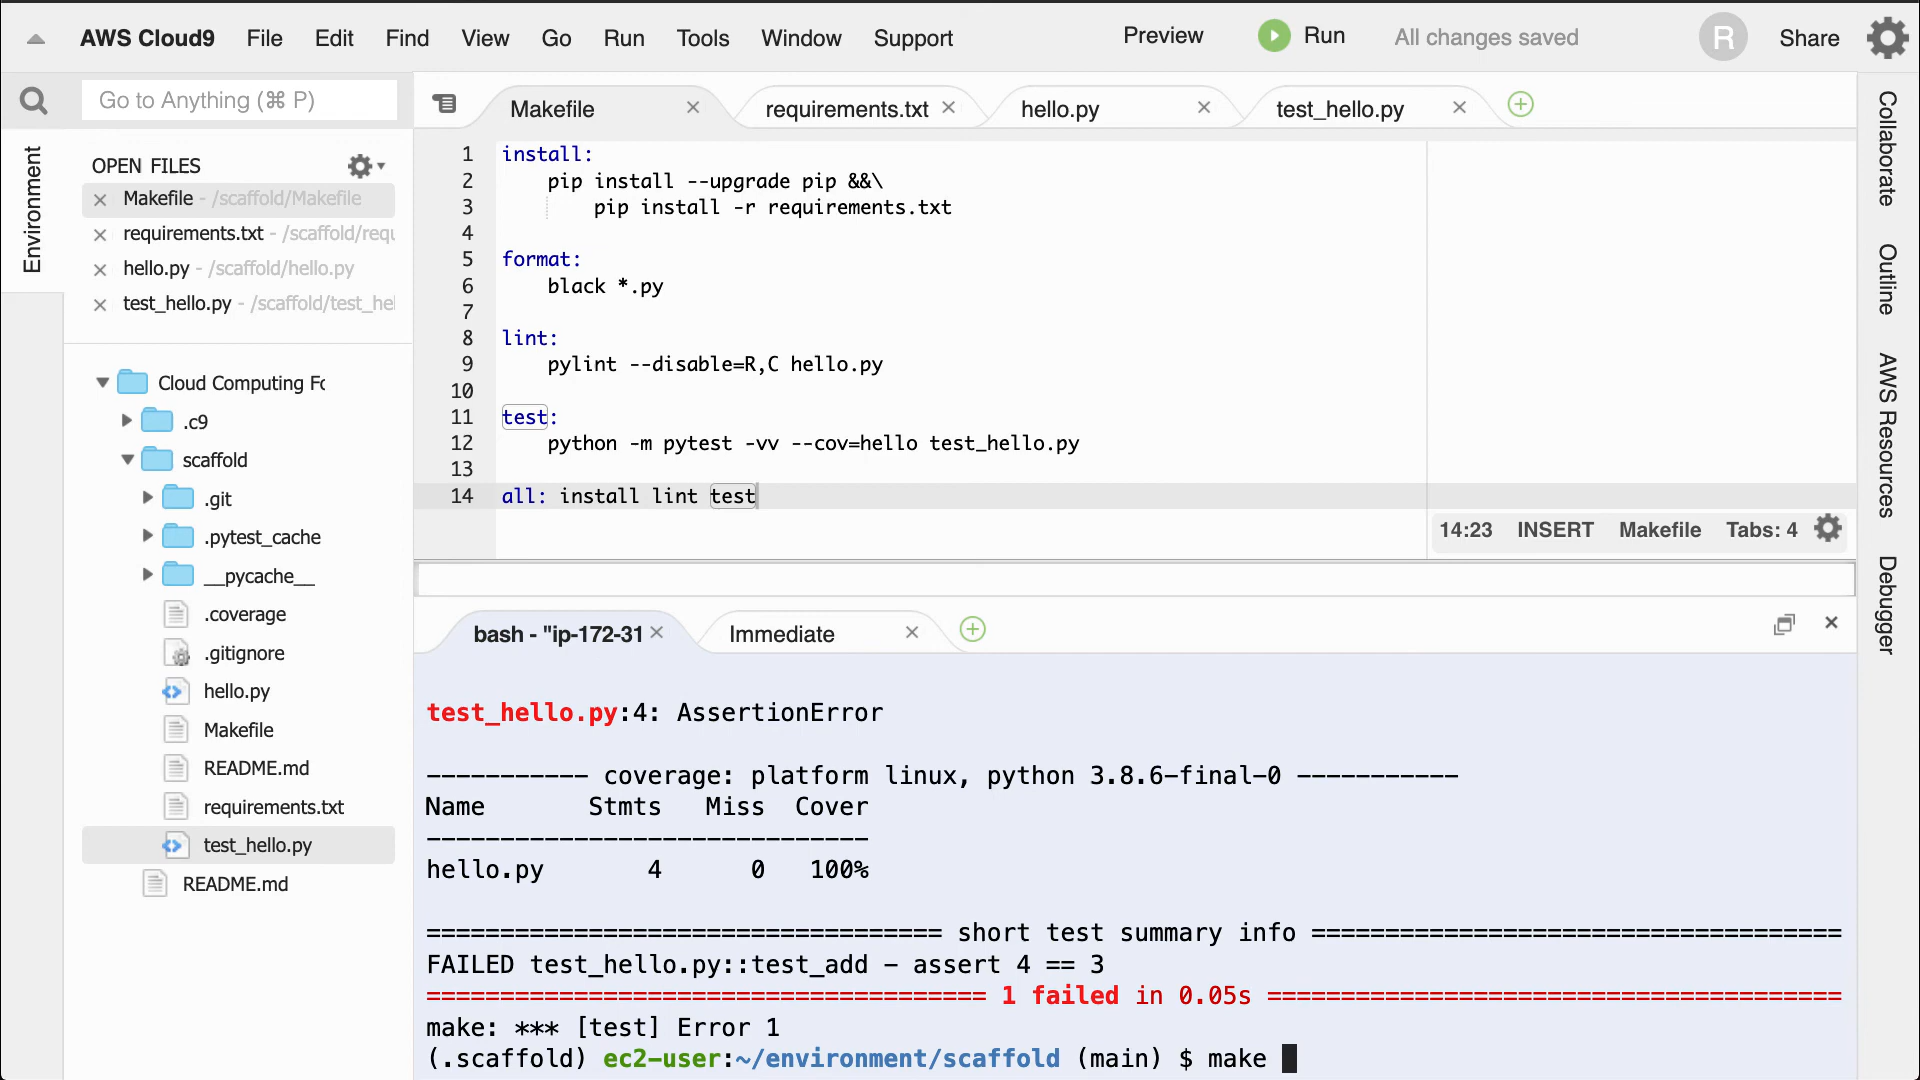 AWS Cloud9 File Edit Find View Go Run Tools Window Support Preview Run All changes saved R Share
Go to Anything (⌘ P)
Makefile requirements.txt hello.py test_hello.py
Environment
OPEN FILES
Makefile - /scaffold/Makefile
requirements.txt - /scaffold/requ
hello.py - /scaffold/hello.py
test_hello.py - /scaffold/test_hel
Cloud Computing Fo
.c9
scaffold
.git
.pytest_cache
__pycache__
.coverage
.gitignore
hello.py
Makefile
README.md
requirements.txt
test_hello.py
README.md
1 install:
2 pip install --upgrade pip &&\
3 pip install -r requirements.txt
4
5 format:
6 black *.py
7
8 lint:
9 pylint --disable=R,C hello.py
10
11 test:
12 python -m pytest -vv --cov=hello test_hello.py
13
14 all: install lint test
14:23 INSERT Makefile Tabs: 4
bash - "ip-172-31 Immediate
test_hello.py:4: AssertionError
----------- coverage: platform linux, python 3.8.6-final-0 -----------
Name Stmts Miss Cover
------------------------------
hello.py 4 0 100%
=================================== short test summary info ====================================
FAILED test_hello.py::test_add - assert 4 == 3
====================================== 1 failed in 0.05s =======================================
make: *** [test] Error 1
(.scaffold) ec2-user:~/environment/scaffold (main) $ make
Collaborate
Outline
AWS Resources
Debugger